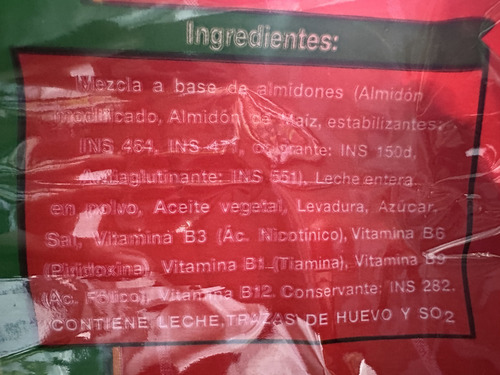 Ingredientes:
Mezcla a base de almidones (Almidón
modificado, Almidón de Maíz, estabilizantes:
INS 464, INS 471, colorante: INS 150d,
Antiaglutinante: INS 551), Leche entera
en polvo, Aceite vegetal, Levadura, Azúcar,
Sal, Vitamina B3 (Ác. Nicotínico), Vitamina B6
(Piridoxina), Vitamina B1 (Tiamina), Vitamina B9
(Ác. Fólico), Vitamina B12. Conservante: INS 282.
CONTIENE LECHE, TRAZAS DE HUEVO Y SO2